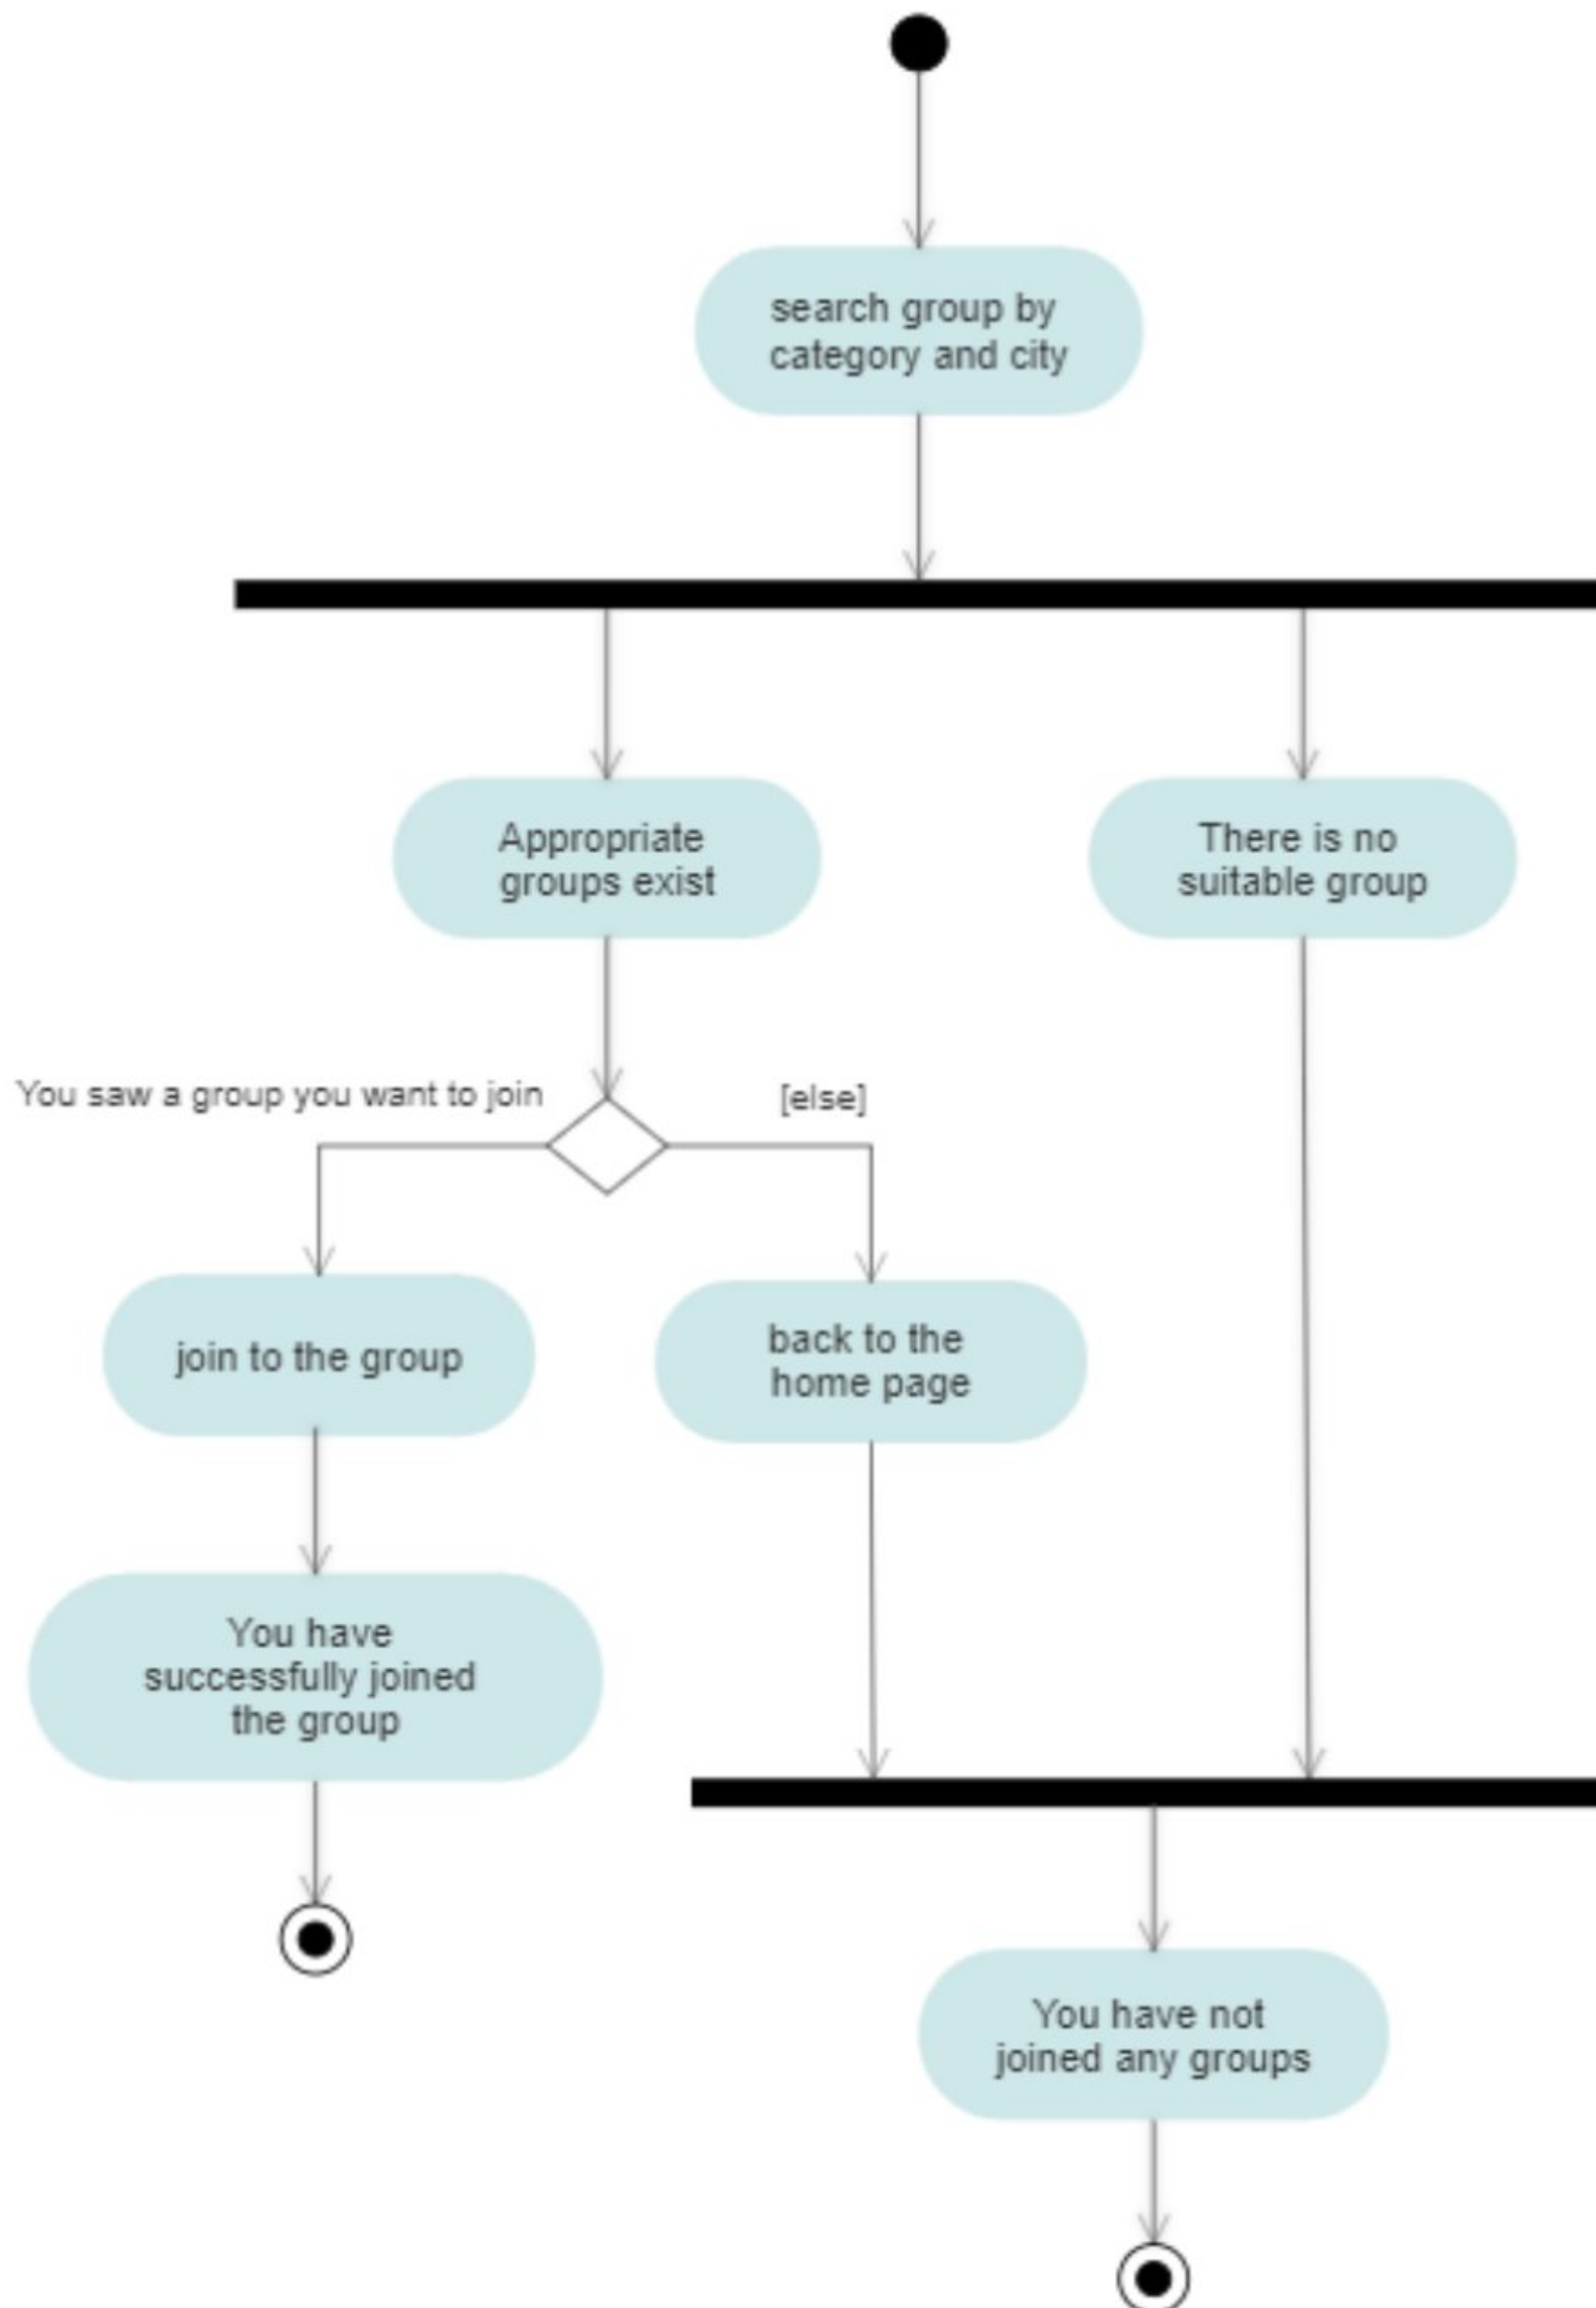 search group by
category and city
Appropriate
groups exist
There is no
suitable group
You saw a group you want to join
[else]
join to the group
back to the
home page
You have
successfully joined
the group
You have not
joined any groups